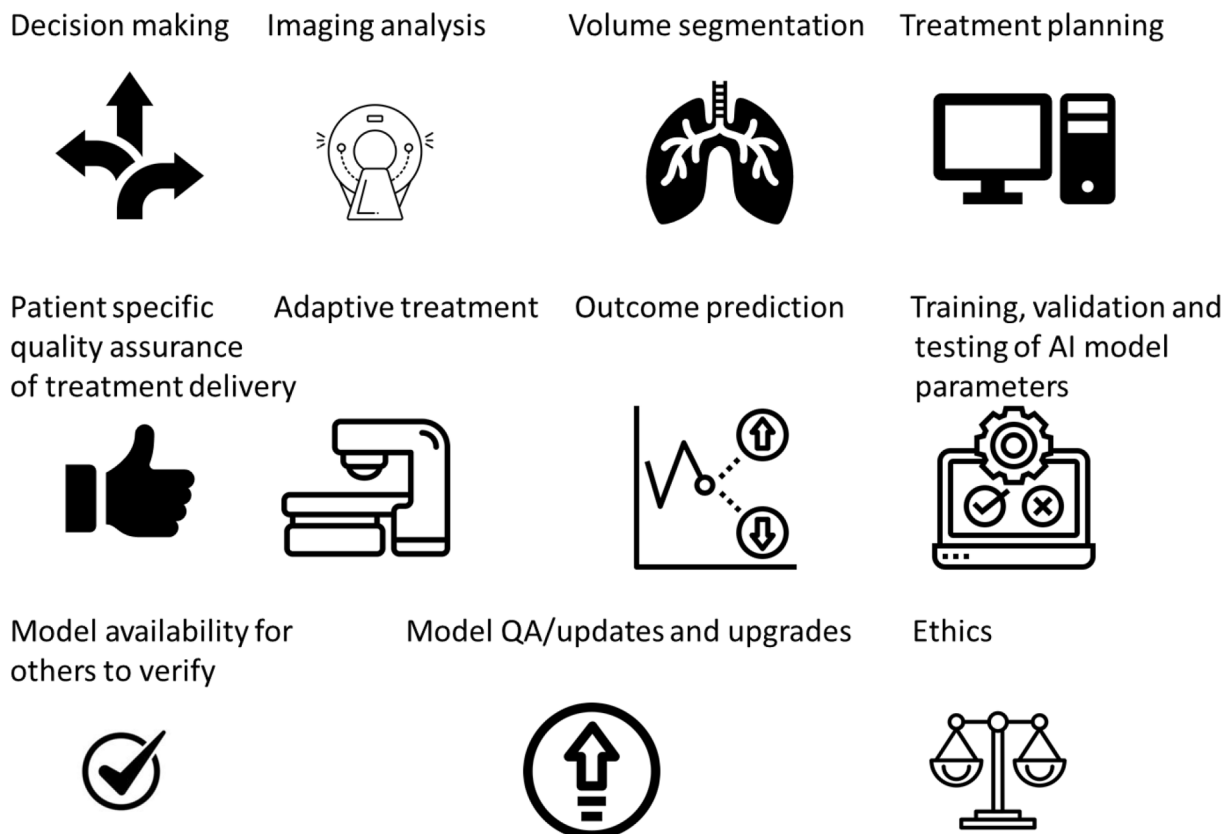 Decision making
Imaging analysis
Volume segmentation
Treatment planning
Patient specific
quality assurance
of treatment delivery
Adaptive treatment
Outcome prediction
Training, validation and
testing of AI model
parameters
Model availability for
others to verify
Model QA/updates and upgrades
Ethics